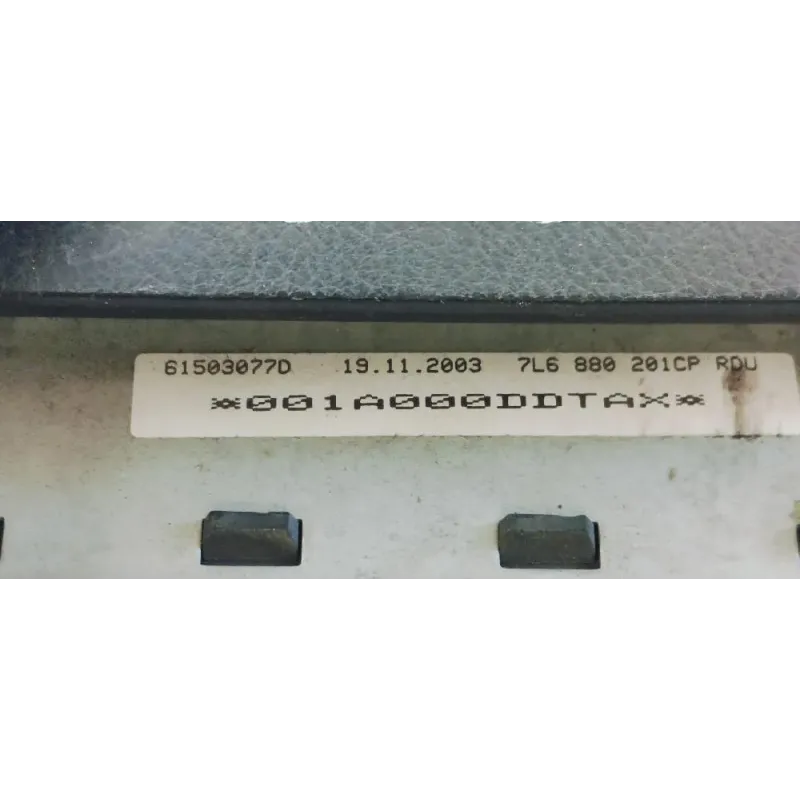 61503077D 19.11.2003 7L6 880 201CP RDU
*001A000DDTAX*